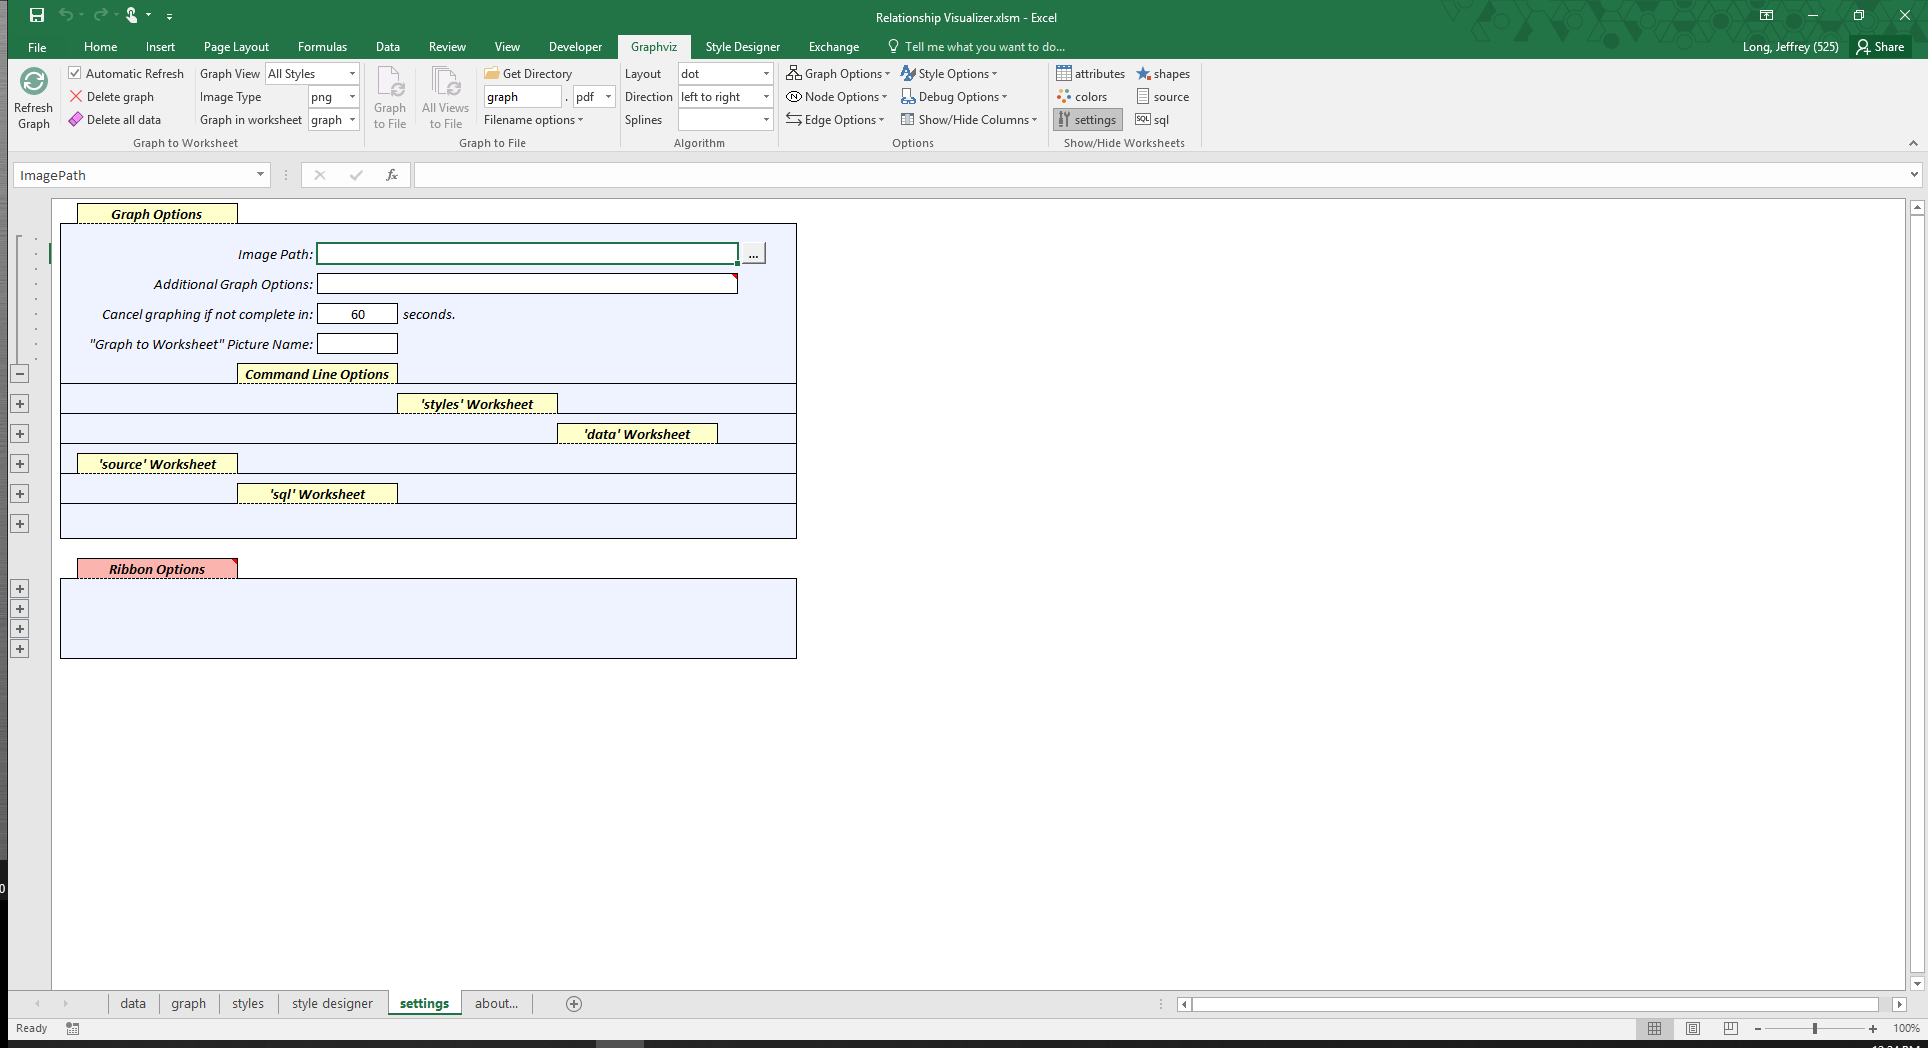 Relationship Visualizer.xlsm - Excel
File Home Insert Page Layout Formulas Data Review View Developer Graphviz Style Designer Exchange Tell me what you want to do... Long, Jeffrey (525) Share
Refresh Graph
Automatic Refresh
Delete graph
Delete all data
Graph View All Styles
Image Type png
Graph in worksheet graph
Graph to Worksheet
Graph to File
All Views to File
Get Directory
graph . pdf
Filename options
Graph to File
Layout dot
Direction left to right
Splines
Algorithm
Graph Options
Node Options
Edge Options
Style Options
Debug Options
Show/Hide Columns
Options
attributes
colors
settings
shapes
source
SQL sql
Show/Hide Worksheets
ImagePath fx
Graph Options
Image Path: ...
Additional Graph Options:
Cancel graphing if not complete in: 60 seconds.
"Graph to Worksheet" Picture Name:
Command Line Options
'styles' Worksheet
'data' Worksheet
'source' Worksheet
'sql' Worksheet
Ribbon Options
data graph styles style designer settings about...
Ready 100%